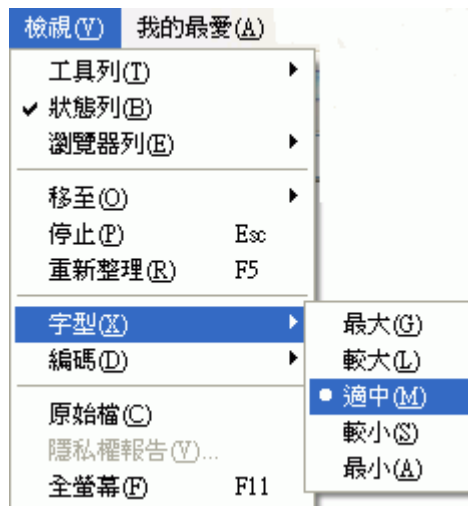 檢視(V) 我的最愛(A)
工具列(T)
狀態列(B)
瀏覽器列(E)
移至(O)
停止(P) Esc
重新整理(R) F5
字型(X)
編碼(D)
原始檔(C)
隱私權報告(V)...
全螢幕(F) F11
最大(G)
較大(L)
適中(M)
較小(S)
最小(A)